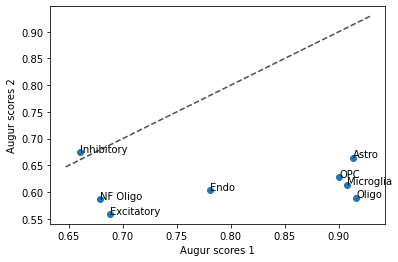 0.90
0.85
0.80
0.75
0.70
0.65
0.60
0.55
Augur scores 2
Inhibitory
Astro
OPC
Microglia
Endo
Oligo
NF Oligo
Excitatory
0.65 0.70 0.75 0.80 0.85 0.90
Augur scores 1